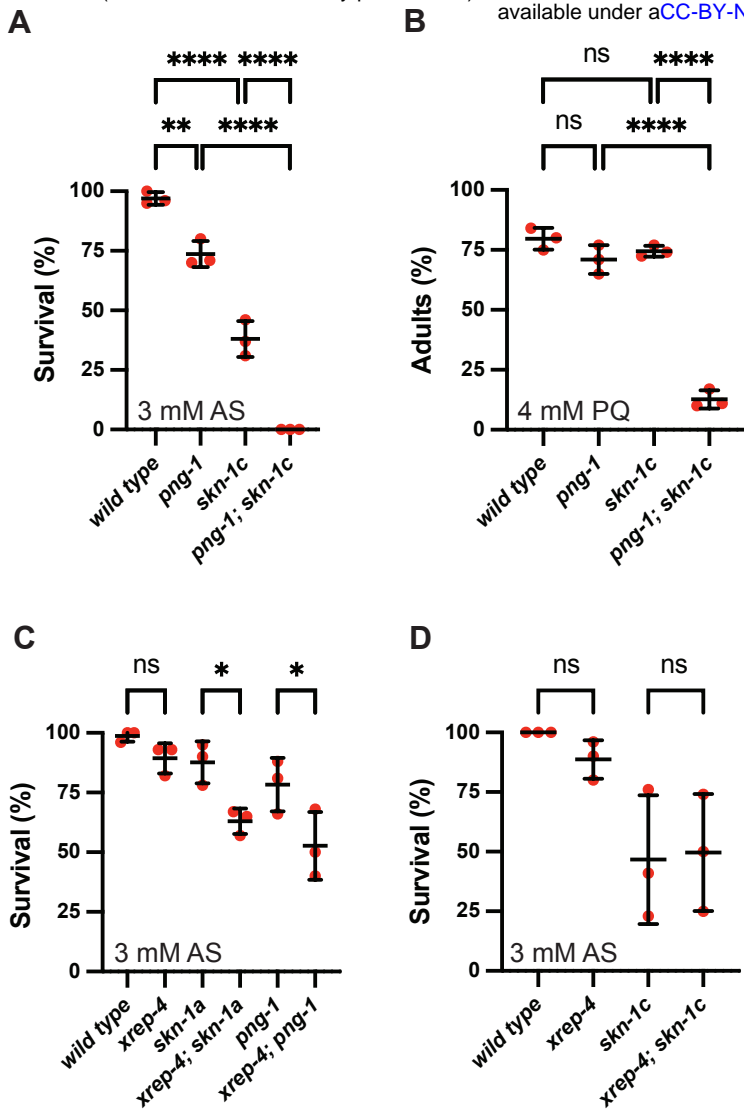 available under aCC-BY-N
A
**** ****
** ****
Survival (%)
100
75
50
25
0
3 mM AS
wild type
png-1
skn-1c
png-1; skn-1c
B
ns ****
ns ****
Adults (%)
100
75
50
25
0
4 mM PQ
wild type
png-1
skn-1c
png-1; skn-1c
C
ns * *
Survival (%)
100
75
50
25
0
3 mM AS
wild type
xrep-4
skn-1a
xrep-4; skn-1a
png-1
xrep-4; png-1
D
ns ns
Survival (%)
100
75
50
25
0
3 mM AS
wild type
xrep-4
skn-1c
xrep-4; skn-1c